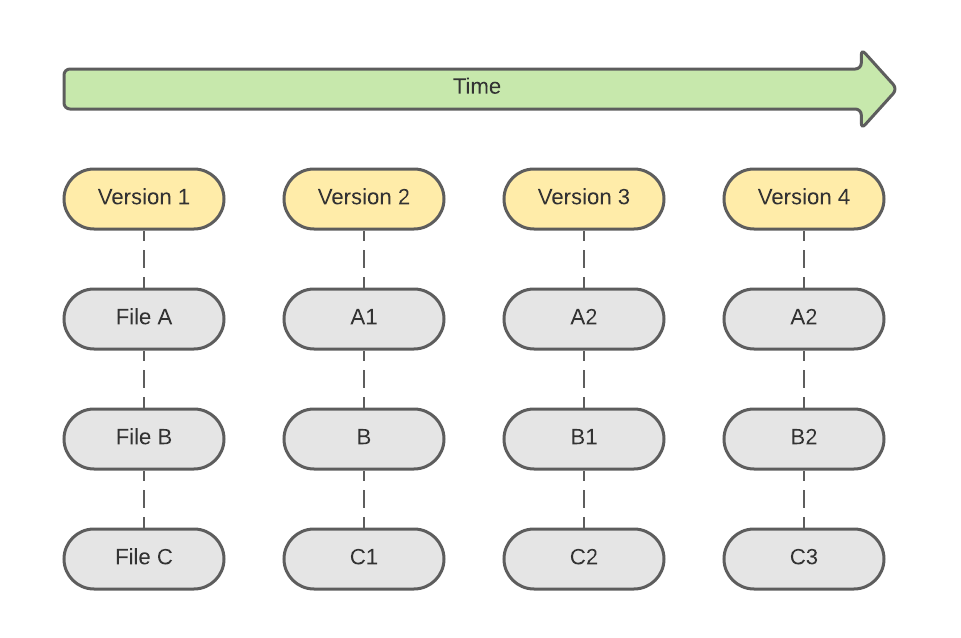 Time
Version 1
Version 2
Version 3
Version 4
File A
A1
A2
A2
File B
B
B1
B2
File C
C1
C2
C3